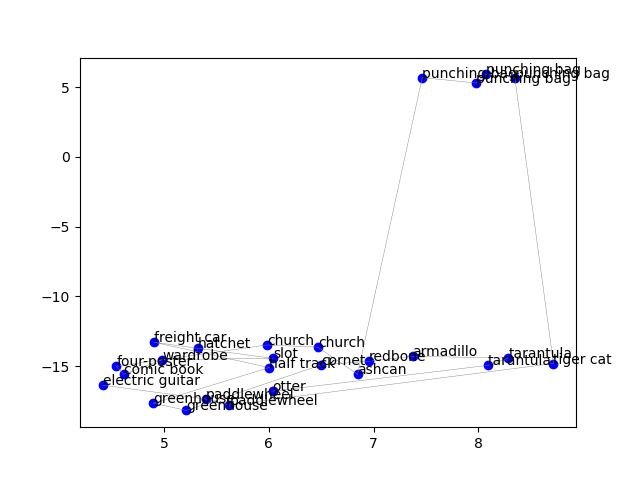 punching bag
punching bag
punching bag
punching bag
5
0
−5
−10
−15
freight car
hatchet
church
church
four-poster
wardrobe
slot
cornet
redbone
armadillo
tarantula
comic book
half track
ashcan
tarantula
tiger cat
electric guitar
otter
greenhouse
paddlewheel
greenhouse
paddlewheel
5
6
7
8